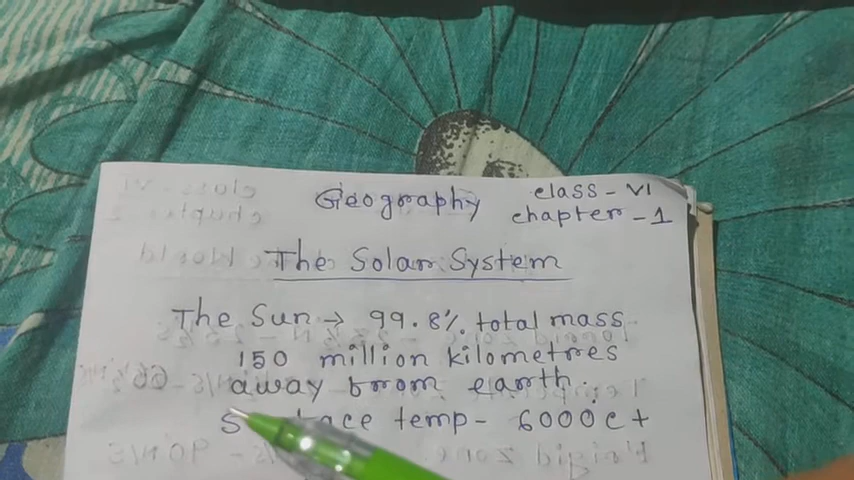 Geography
class - VI
chapter - 1
The Solar System
The Sun → 99.8% total mass
150 million kilometres
away from earth.
temp - 6000c +